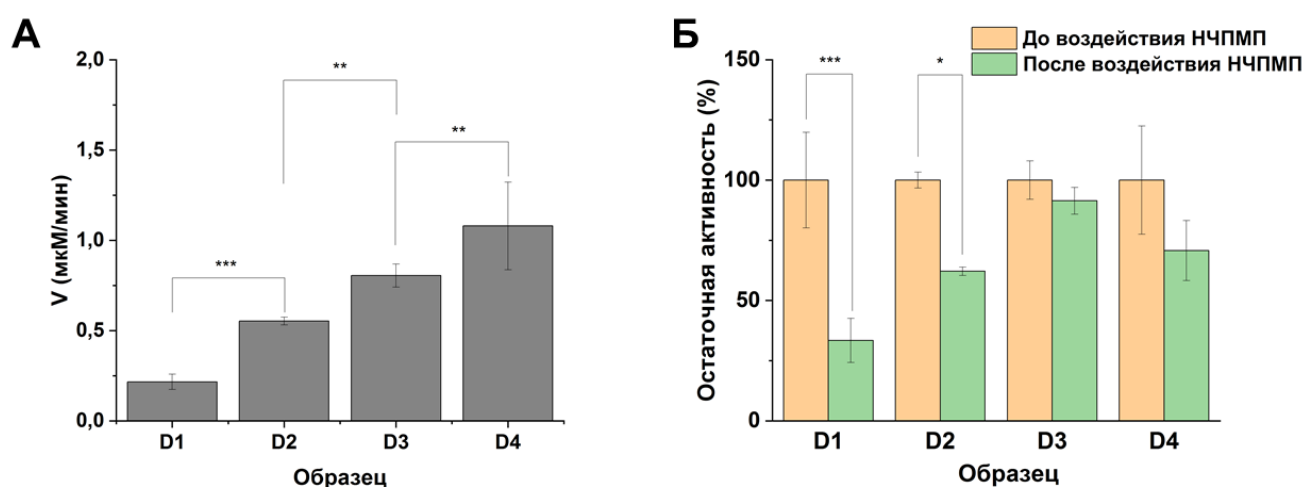 А
V (мкМ/мин)
2,0
1,5
1,0
0,5
0,0
***
**
**
D1 D2 D3 D4
Образец
Б
До воздействия НЧПМП
После воздействия НЧПМП
Остаточная активность (%)
150
100
50
0
***
*
D1 D2 D3 D4
Образец